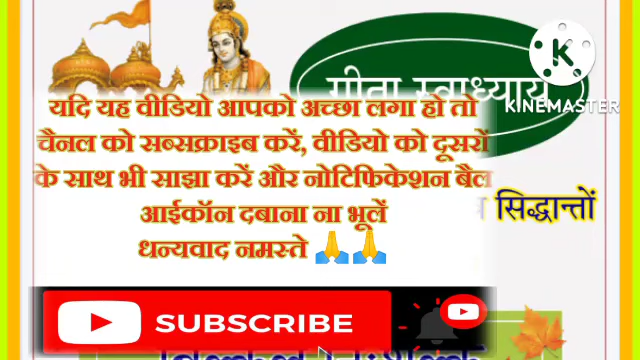 गीता स्वाध्याय
KINEMASTER
यदि यह वीडियो आपको अच्छा लगा हो तो
चैनल को सब्सक्राइब करें, वीडियो को दूसरों
के साथ भी साझा करें और नोटिफिकेशन बैल
आईकॉन दबाना ना भूलें
धन्यवाद नमस्ते 🙏🙏
सिद्धान्तों
SUBSCRIBE